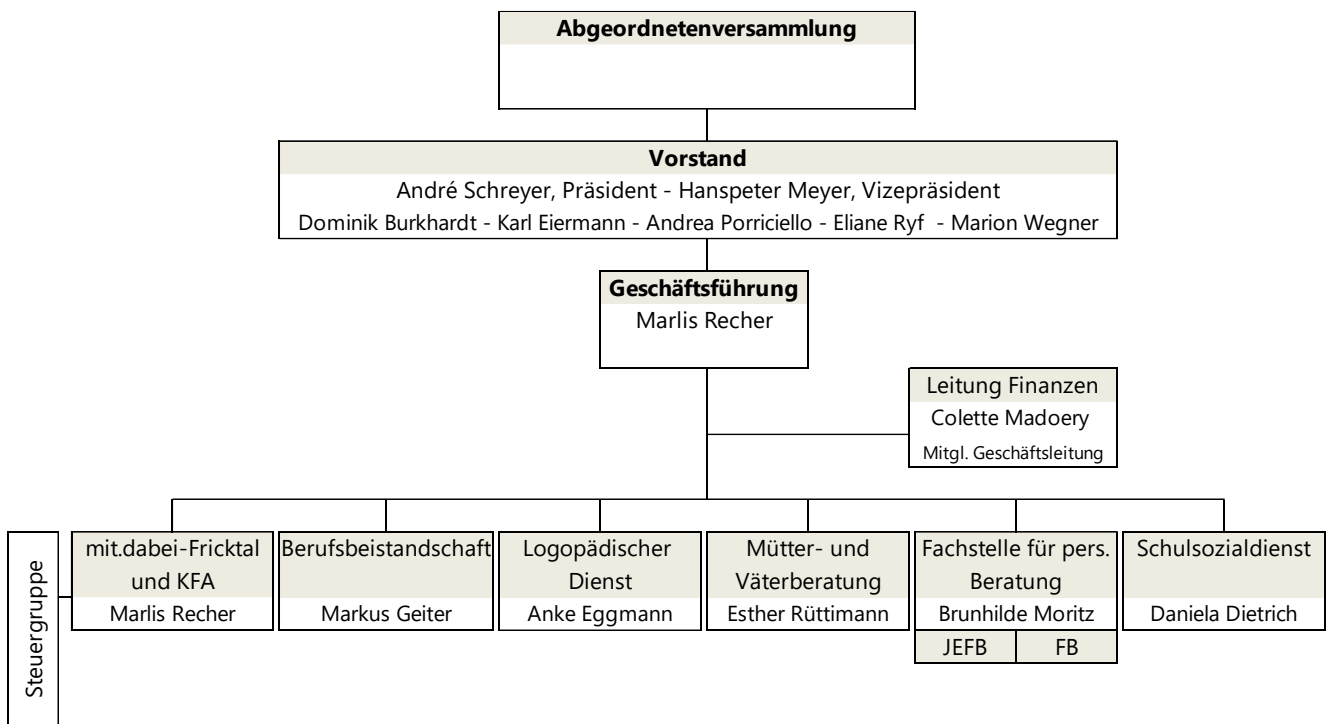 Abgeordnetenversammlung
Vorstand
André Schreyer, Präsident - Hanspeter Meyer, Vizepräsident
Dominik Burkhardt - Karl Eiermann - Andrea Porriciello - Eliane Ryf - Marion Wegner
Geschäftsführung
Marlis Recher
Leitung Finanzen
Colette Madoery
Mitgl. Geschäftsleitung
Steuergruppe
mit.dabei-Fricktal
und KFA
Marlis Recher
Berufsbeistandschaft
Markus Geiter
Logopädischer
Dienst
Anke Eggmann
Mütter- und
Väterberatung
Esther Rüttimann
Fachstelle für pers.
Beratung
Brunhilde Moritz
JEFB
FB
Schulsozialdienst
Daniela Dietrich